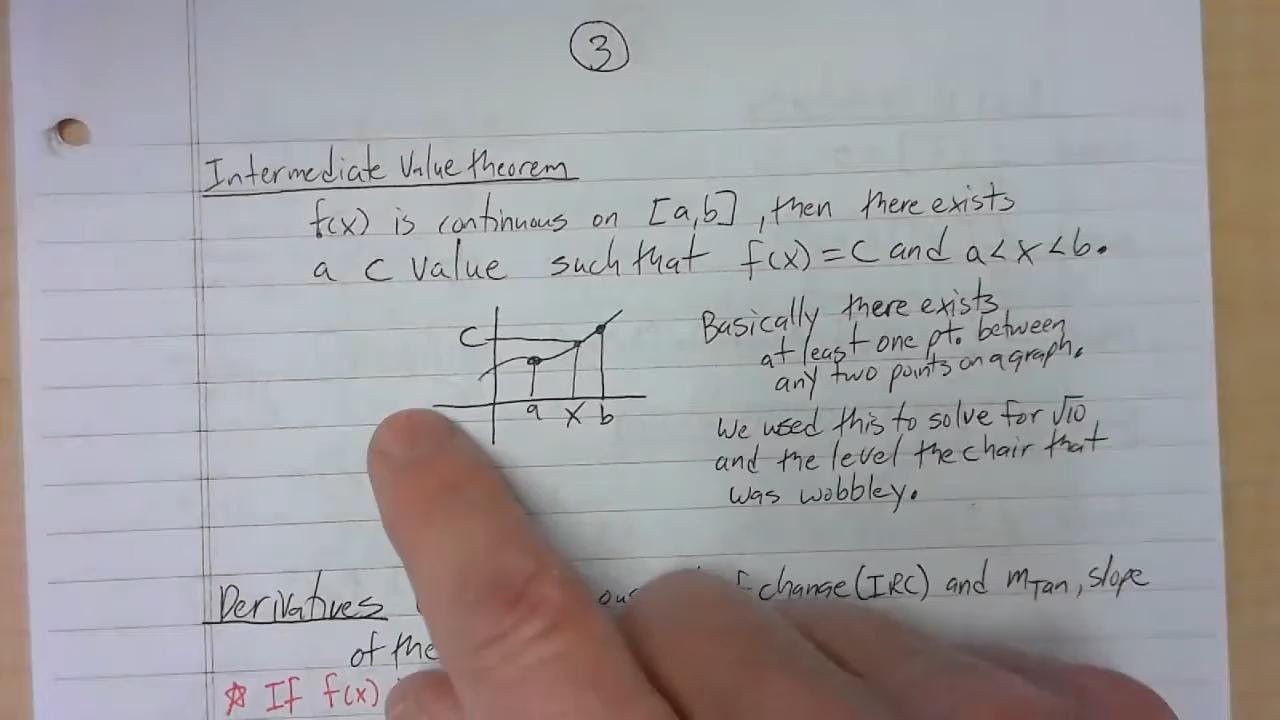 3
Intermediate Value theorem
f(x) is continuous on [a,b], then there exists
a c value such that f(x) = c and a < x < b.
C
a x b
Basically there exists
at least one pt. between
any two points on a graph.
We used this to solve for √10
and the level the chair that
was wobbley.
Derivatives change (IRC) and mTan, slope
of the
☆ If f(x)